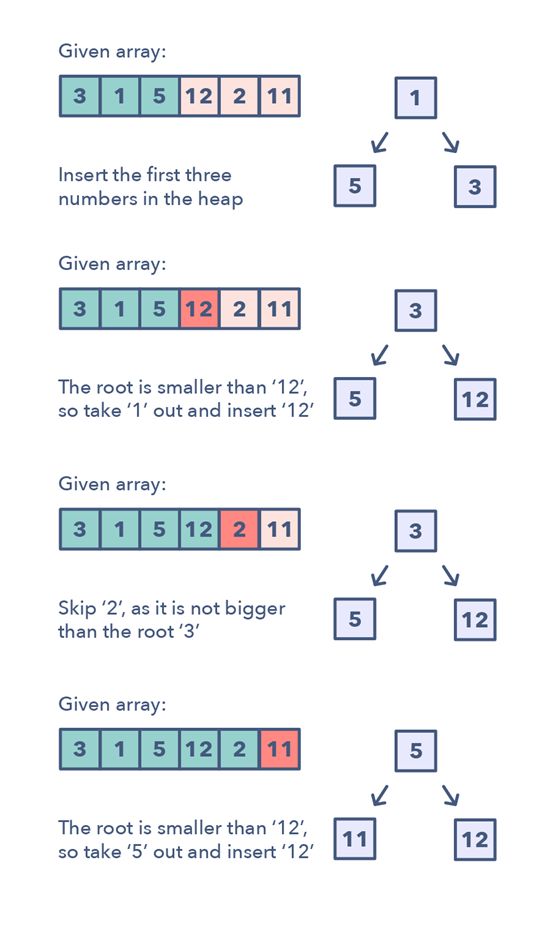 Given array:
3 1 5 12 2 11
1
5 3
Insert the first three
numbers in the heap
Given array:
3 1 5 12 2 11
3
5 12
The root is smaller than ‘12’,
so take ‘1’ out and insert ‘12’
Given array:
3 1 5 12 2 11
3
5 12
Skip ‘2’, as it is not bigger
than the root ‘3’
Given array:
3 1 5 12 2 11
5
11 12
The root is smaller than ‘12’,
so take ‘5’ out and insert ‘12’